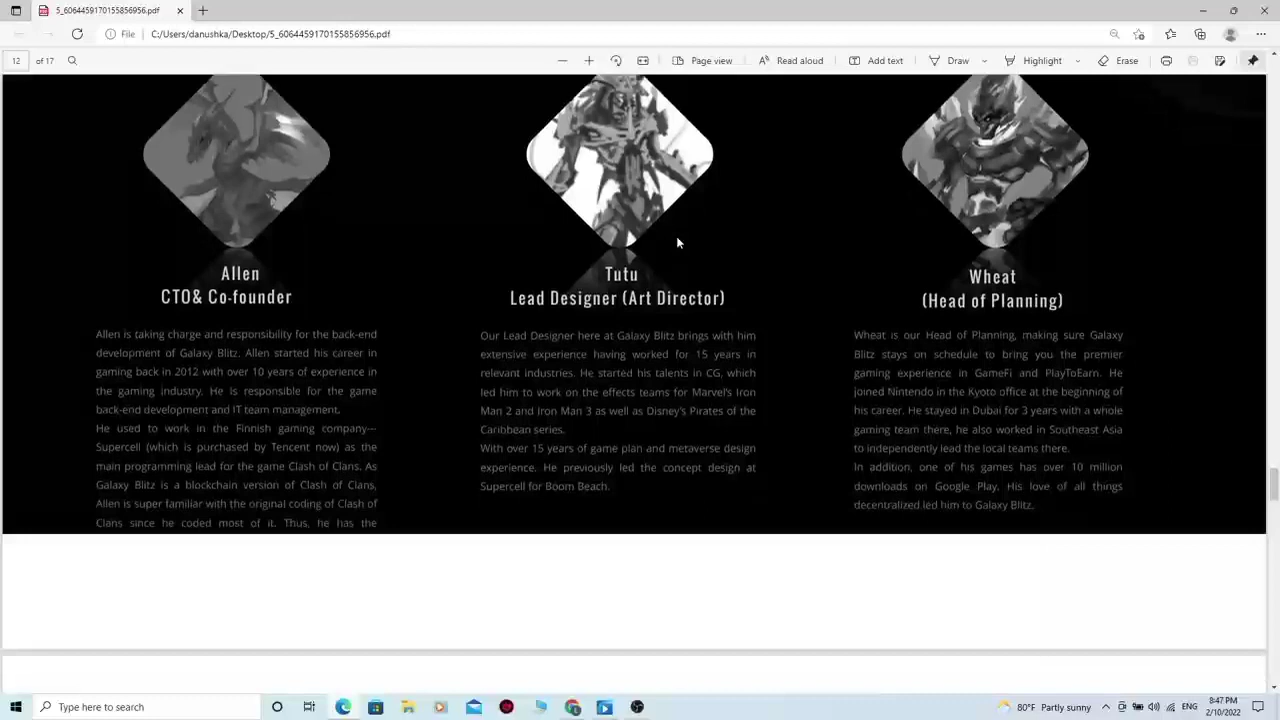 5_6064459170155856956.pdf
File C:/Users/danushka/Desktop/5_6064459170155856956.pdf
12 of 17 Page view Read aloud Add text Draw Highlight Erase
Allen
CTO& Co-founder
Allen is taking charge and responsibility for the back-end
development of Galaxy Blitz. Allen started his career in
gaming back in 2012 with over 10 years of experience in
the gaming industry. He is responsible for the game
back-end development and IT team management.
He used to work in the Finnish gaming company—
Supercell (which is purchased by Tencent now) as the
main programming lead for the game Clash of Clans. As
Galaxy Blitz is a blockchain version of Clash of Clans,
Allen is super familiar with the original coding of Clash of
Clans since he coded most of it. Thus, he has the
Tutu
Lead Designer (Art Director)
Our Lead Designer here at Galaxy Blitz brings with him
extensive experience having worked for 15 years in
relevant industries. He started his talents in CG, which
led him to work on the effects teams for Marvel's Iron
Man 2 and Iron Man 3 as well as Disney's Pirates of the
Caribbean series.
With over 15 years of game plan and metaverse design
experience. He previously led the concept design at
Supercell for Boom Beach.
Wheat
(Head of Planning)
Wheat is our Head of Planning, making sure Galaxy
Blitz stays on schedule to bring you the premier
gaming experience in GameFi and PlayToEarn. He
joined Nintendo in the Kyoto office at the beginning of
his career. He stayed in Dubai for 3 years with a whole
gaming team there, he also worked in Southeast Asia
to independently lead the local teams there.
In addition, one of his games has over 10 million
downloads on Google Play. His love of all things
decentralized led him to Galaxy Blitz.
Type here to search
80°F Partly sunny
ENG
8:47 PM
2/10/2022